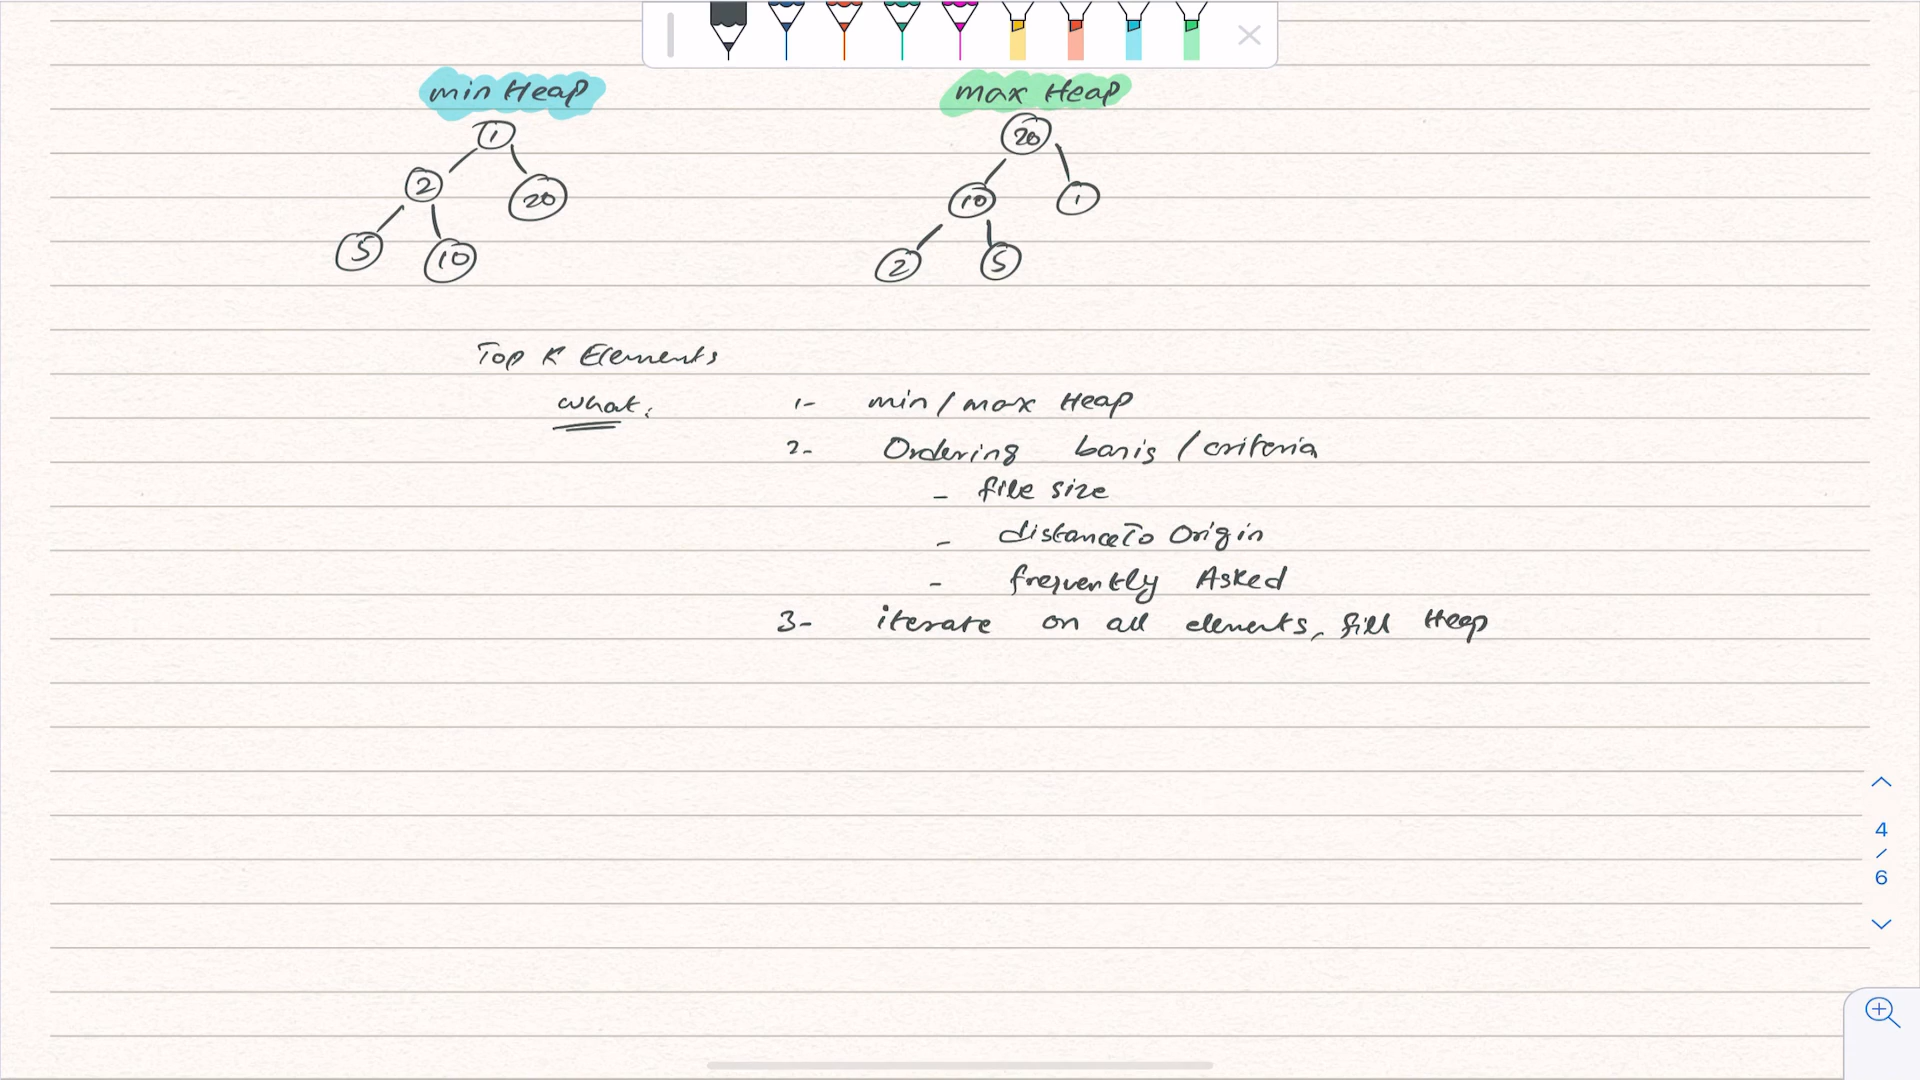 min Heap
max Heap
1
20
2
20
10
1
5
10
2
5
Top K Elements
What:
1- min/max Heap
2- Ordering basis / criteria
- file size
- distanceTo Origin
- frequently Asked
3- iterate on all elements, fill Heap
4
/
6